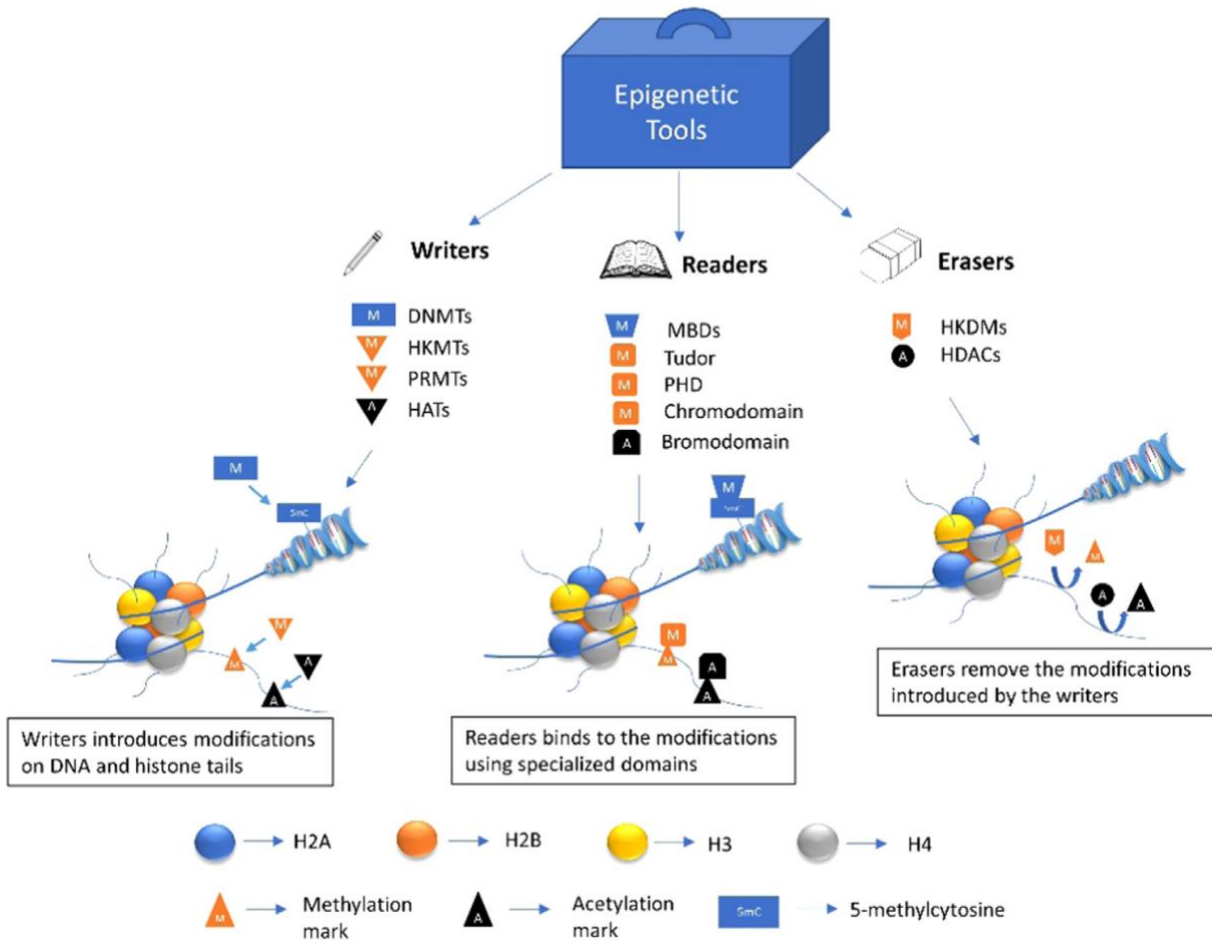 Epigenetic
Tools
Writers
M DNMTs
M HKMTs
M PRMTs
A HATs
Readers
M MBDs
M Tudor
M PHD
M Chromodomain
A Bromodomain
Erasers
M HKDMs
A HDACs
M
5mC
M
M
A
A
Writers introduces modifications
on DNA and histone tails
M
5mC
M
M
A
A
Readers binds to the modifications
using specialized domains
M
M
A
A
Erasers remove the modifications
introduced by the writers
H2A
H2B
H3
H4
M Methylation
mark
A Acetylation
mark
5mC 5-methylcytosine